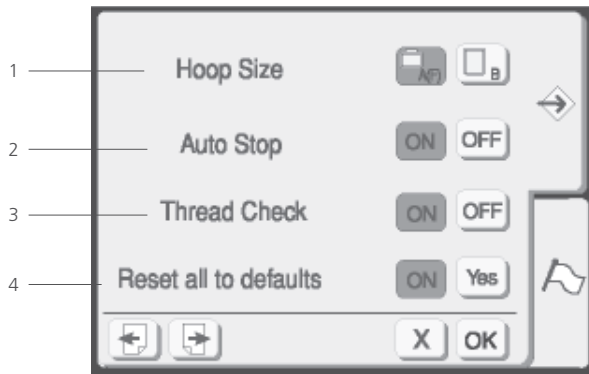 1 Hoop Size A(F) B
2 Auto Stop ON OFF
3 Thread Check ON OFF
4 Reset all to defaults ON Yes
X OK